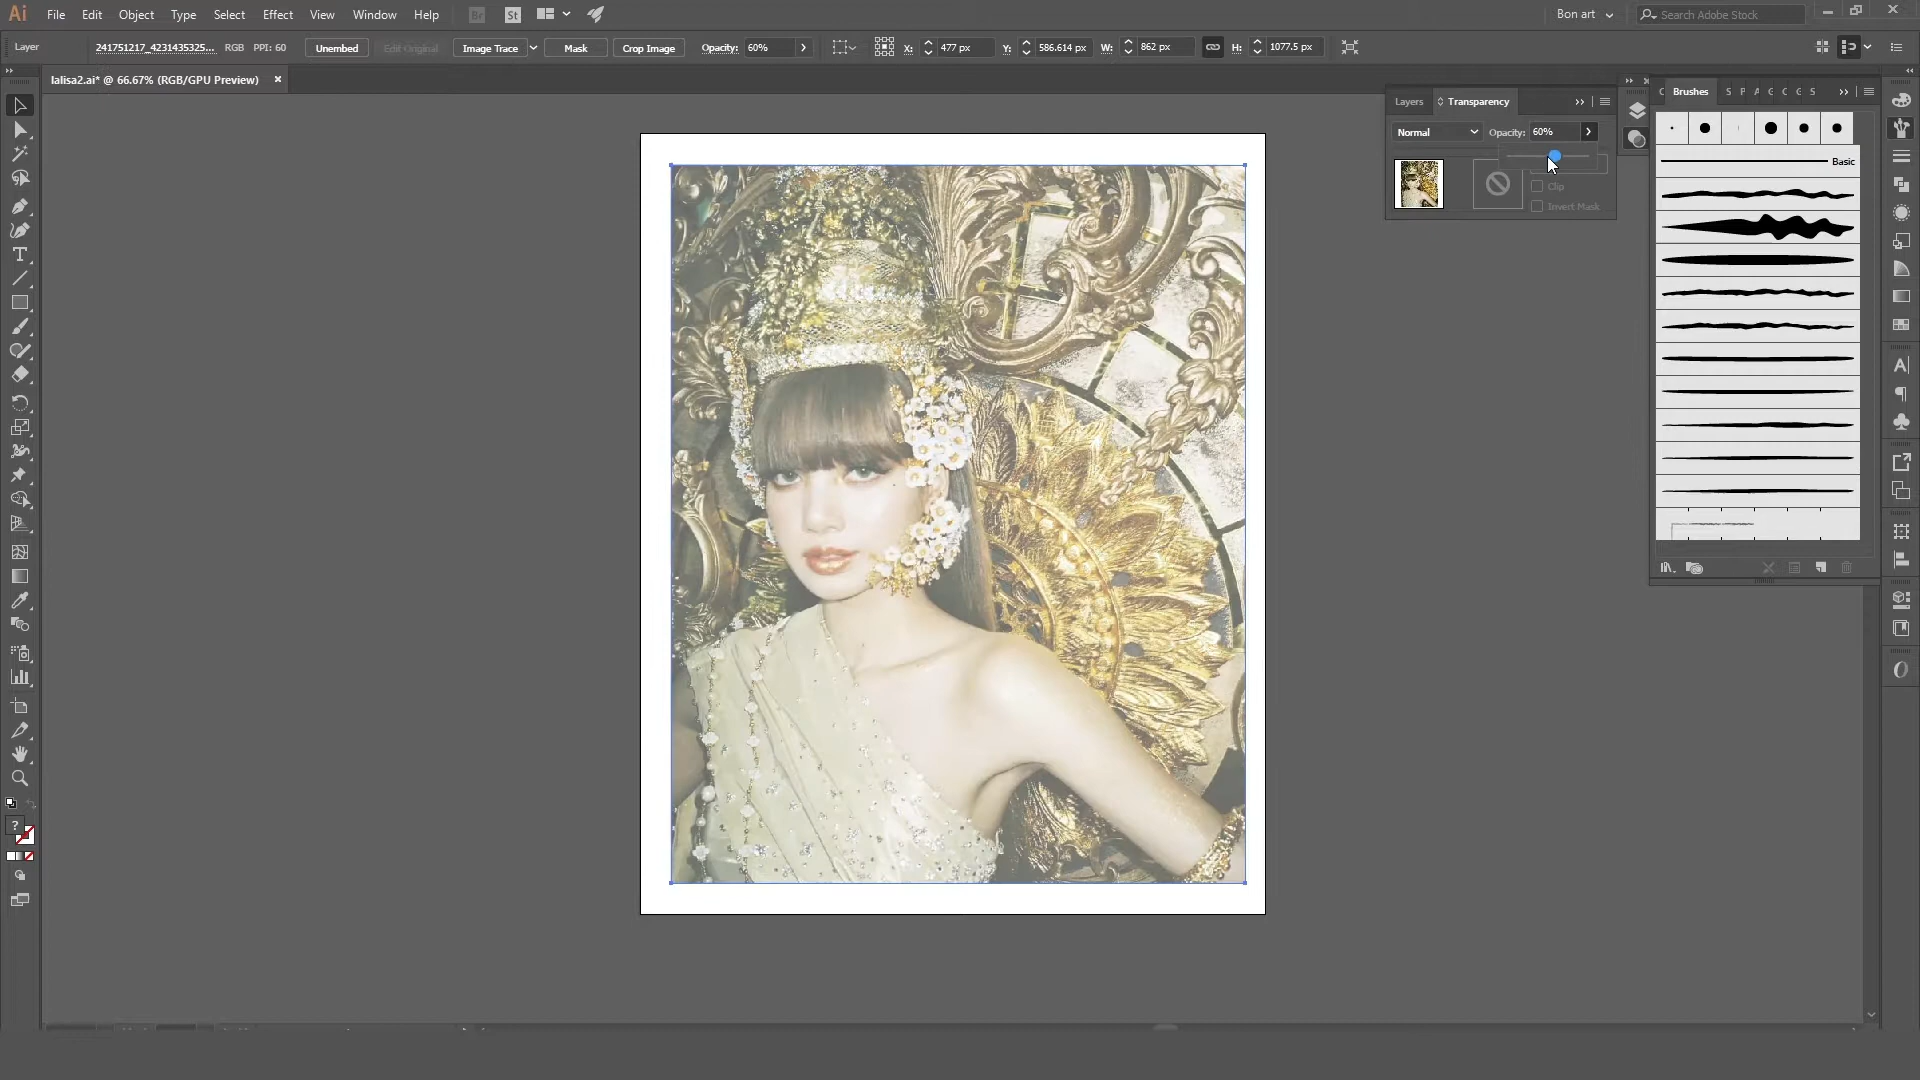 Ai File Edit Object Type Select Effect View Window Help Br St Bon art Search Adobe Stock
Layer 241751217_4231435325... RGB PPI: 60 Unembed Edit Original Image Trace Mask Crop Image Opacity: 60% X: 477 px Y: 586.614 px W: 862 px H: 1077.5 px
lalisa2.ai* @ 66.67% (RGB/GPU Preview) ×
Layers Transparency
Normal Opacity: 60%
Clip
Invert Mask
C Brushes S P A G C G S
Basic